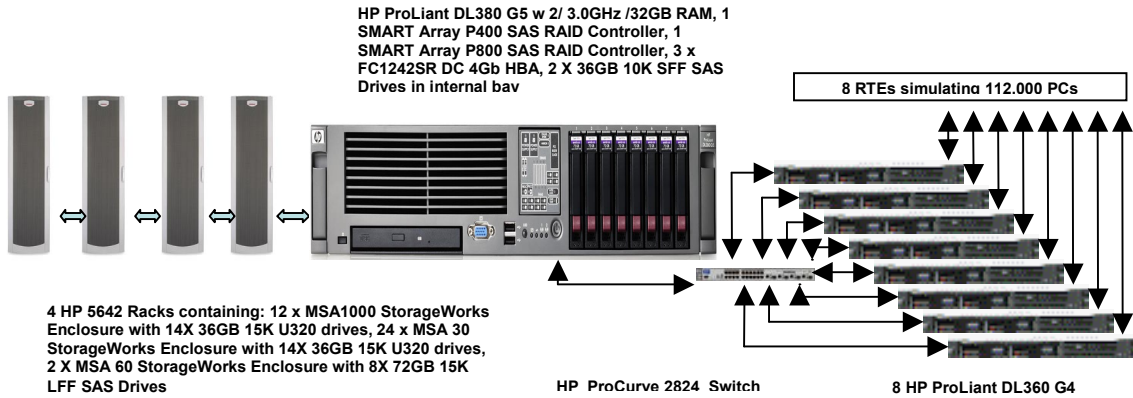 HP ProLiant DL380 G5 w 2/ 3.0GHz /32GB RAM, 1
SMART Array P400 SAS RAID Controller, 1
SMART Array P800 SAS RAID Controller, 3 x
FC1242SR DC 4Gb HBA, 2 X 36GB 10K SFF SAS
Drives in internal bay
8 RTEs simulating 112,000 PCs
4 HP 5642 Racks containing: 12 x MSA1000 StorageWorks
Enclosure with 14X 36GB 15K U320 drives, 24 x MSA 30
StorageWorks Enclosure with 14X 36GB 15K U320 drives,
2 X MSA 60 StorageWorks Enclosure with 8X 72GB 15K
LFF SAS Drives
HP ProCurve 2824 Switch
8 HP ProLiant DL360 G4